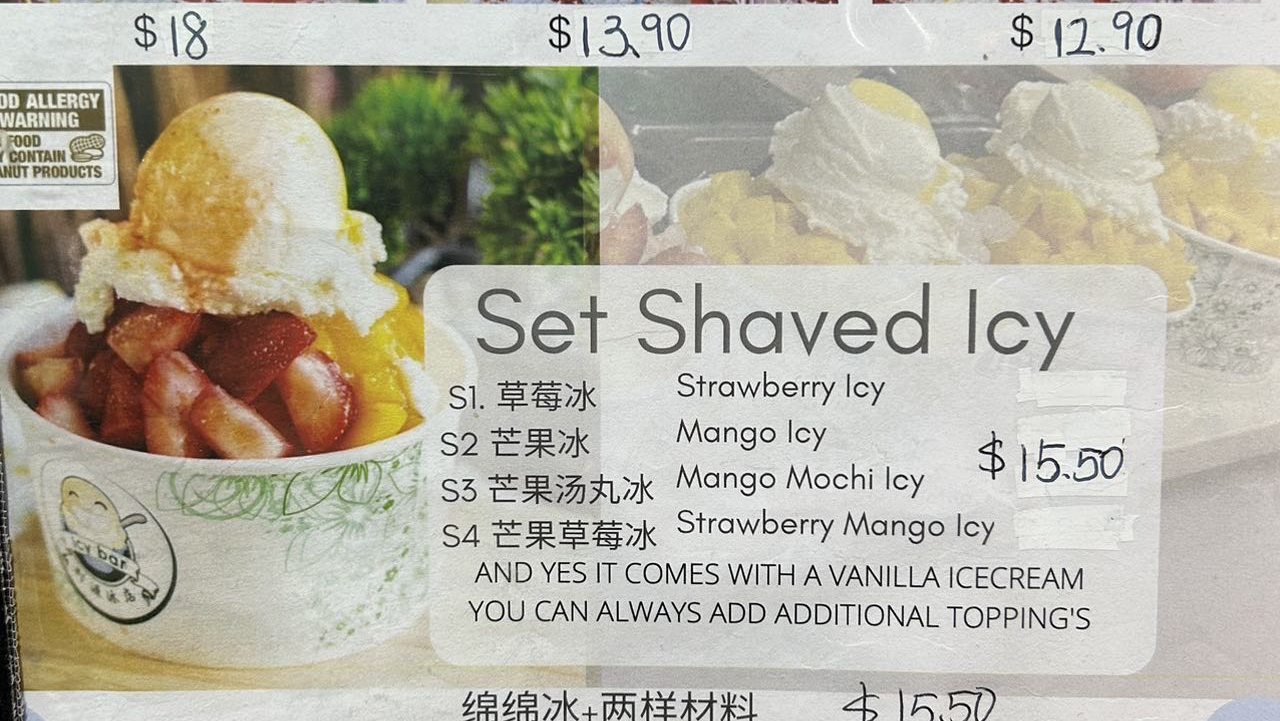 $18
$13.90
$12.90
OD ALLERGY
WARNING
FOOD
Y CONTAIN
ANUT PRODUCTS
Set Shaved Icy
S1. 草莓冰 Strawberry Icy
S2 芒果冰 Mango Icy
S3 芒果汤丸冰 Mango Mochi Icy $15.50
S4 芒果草莓冰 Strawberry Mango Icy
AND YES IT COMES WITH A VANILLA ICECREAM
YOU CAN ALWAYS ADD ADDITIONAL TOPPING'S
icy bar
绵绵冰+两样材料 $15.50